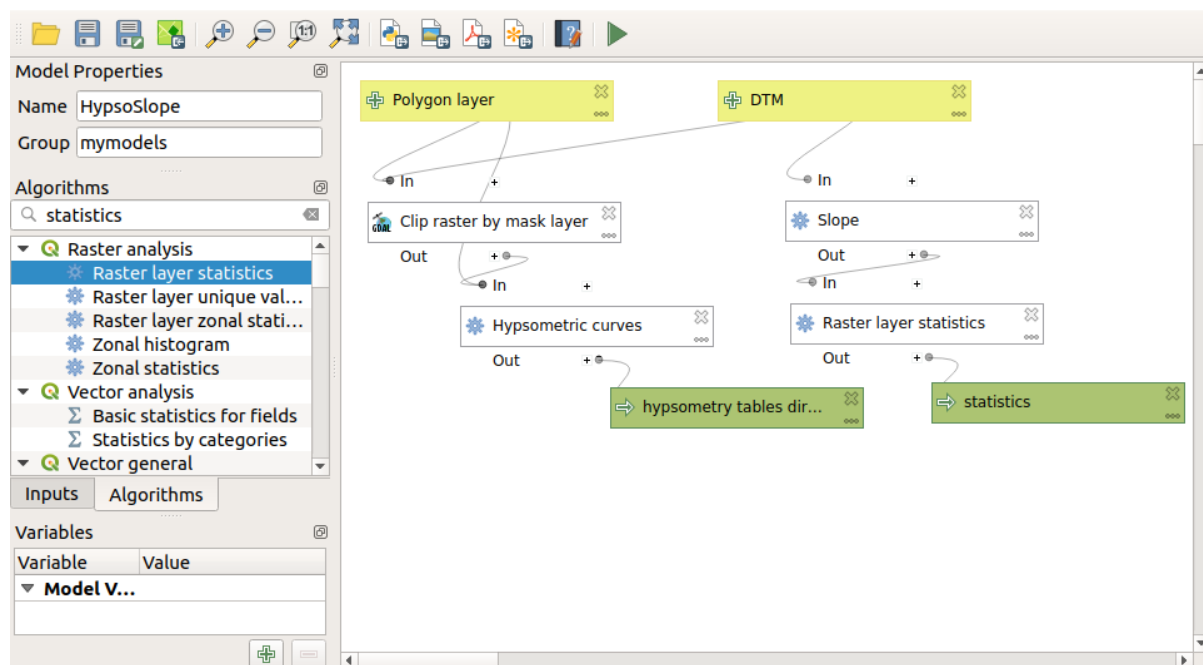 1:1
Model Properties
Name HypsoSlope
Group mymodels
Algorithms
statistics
Raster analysis
Raster layer statistics
Raster layer unique val...
Raster layer zonal stati...
Zonal histogram
Zonal statistics
Vector analysis
Basic statistics for fields
Statistics by categories
Vector general
Inputs Algorithms
Variables
Variable Value
Model V...
Polygon layer
DTM
In +
In +
GDAL Clip raster by mask layer
Slope
Out +
Out +
In +
In +
Hypsometric curves
Raster layer statistics
Out +
Out +
hypsometry tables dir...
statistics